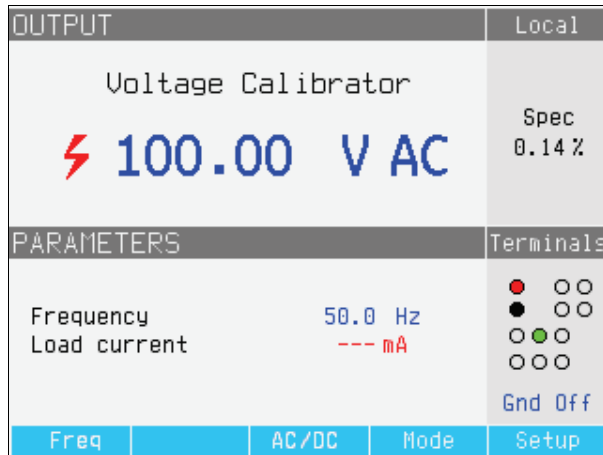 OUTPUT
Local
Voltage Calibrator
100.00 V AC
Spec
0.14 %
PARAMETERS
Terminals
Frequency 50.0 Hz
Load current --- mA
Gnd Off
Freq AC/DC Mode Setup